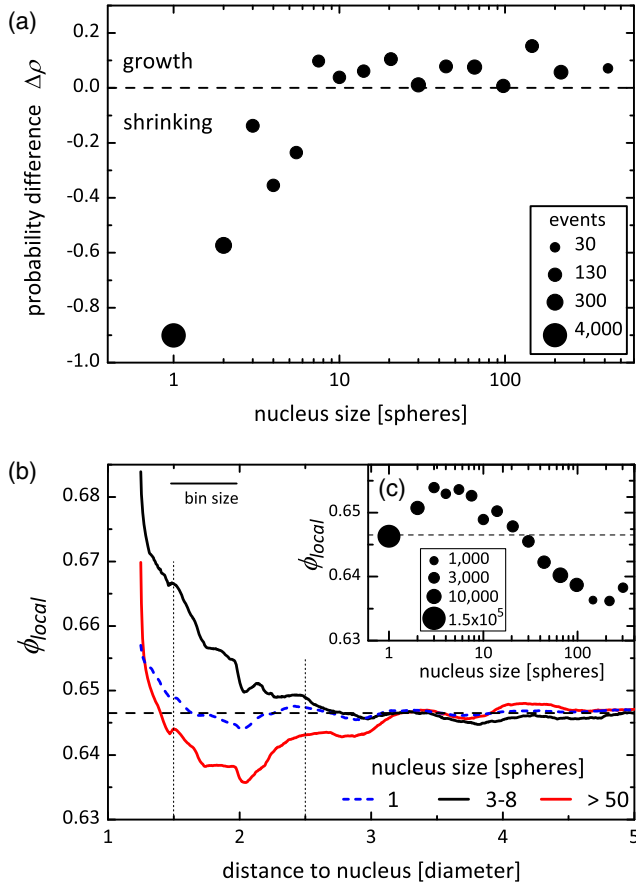 (a)
growth
shrinking
probability difference Δρ
0.2
0.0
-0.2
-0.4
-0.6
-0.8
-1.0
1 10 100
nucleus size [spheres]
events
30
130
300
4,000
(b)
bin size
ϕlocal
0.68
0.67
0.66
0.65
0.64
0.63
1 2 3 4 5
distance to nucleus [diameter]
nucleus size [spheres]
1 3-8 > 50
(c)
ϕlocal
0.65
0.64
0.63
1 10 100
nucleus size [spheres]
1,000
3,000
10,000
1.5x10⁵